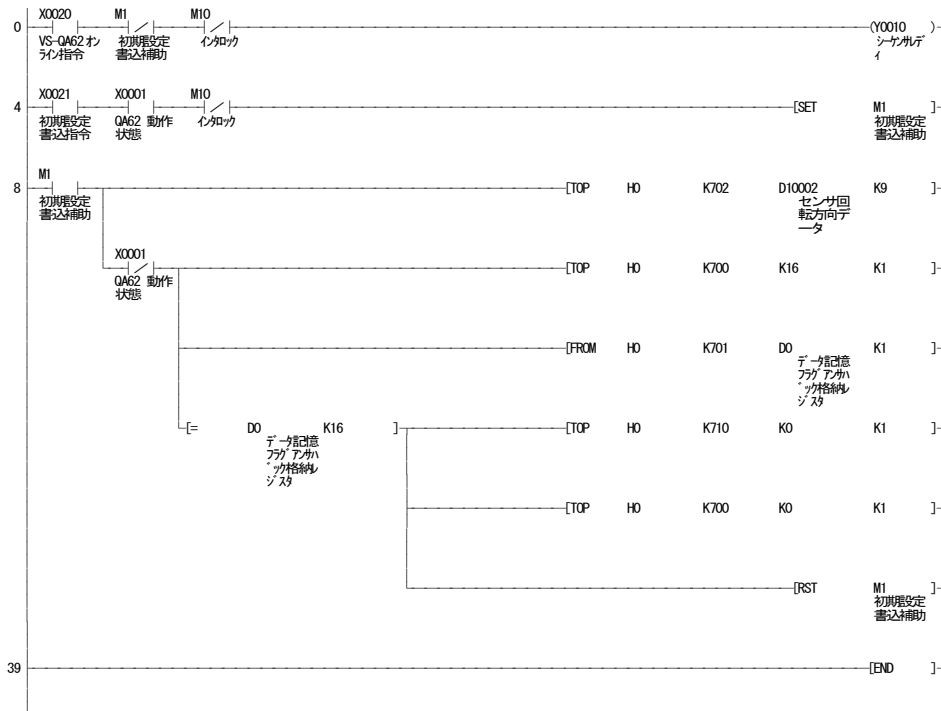 X0020 M1 M10
0 (Y0010 )
VS-QA62 オン 初期設定 インタロック シーケンサレデ
ライン指令 書込補助 ィ
X0021 X0001 M10
4 [SET M1 ]
初期設定 QA62 動作 インタロック 初期設定
書込指令 状態 書込補助
M1
8 [TOP H0 K702 D10002 K9 ]
初期設定 センサ回
書込補助 転方向デ
ータ
X0001
[TOP H0 K700 K16 K1 ]
QA62 動作
状態
[FROM H0 K701 D0 K1 ]
データ記憶
フラグアンサバ
ック格納レ
ジスタ
[= D0 K16 ] [TOP H0 K710 K0 K1 ]
データ記憶
フラグアンサバ
ック格納レ
ジスタ
[TOP H0 K700 K0 K1 ]
[RST M1 ]
初期設定
書込補助
39 [END ]